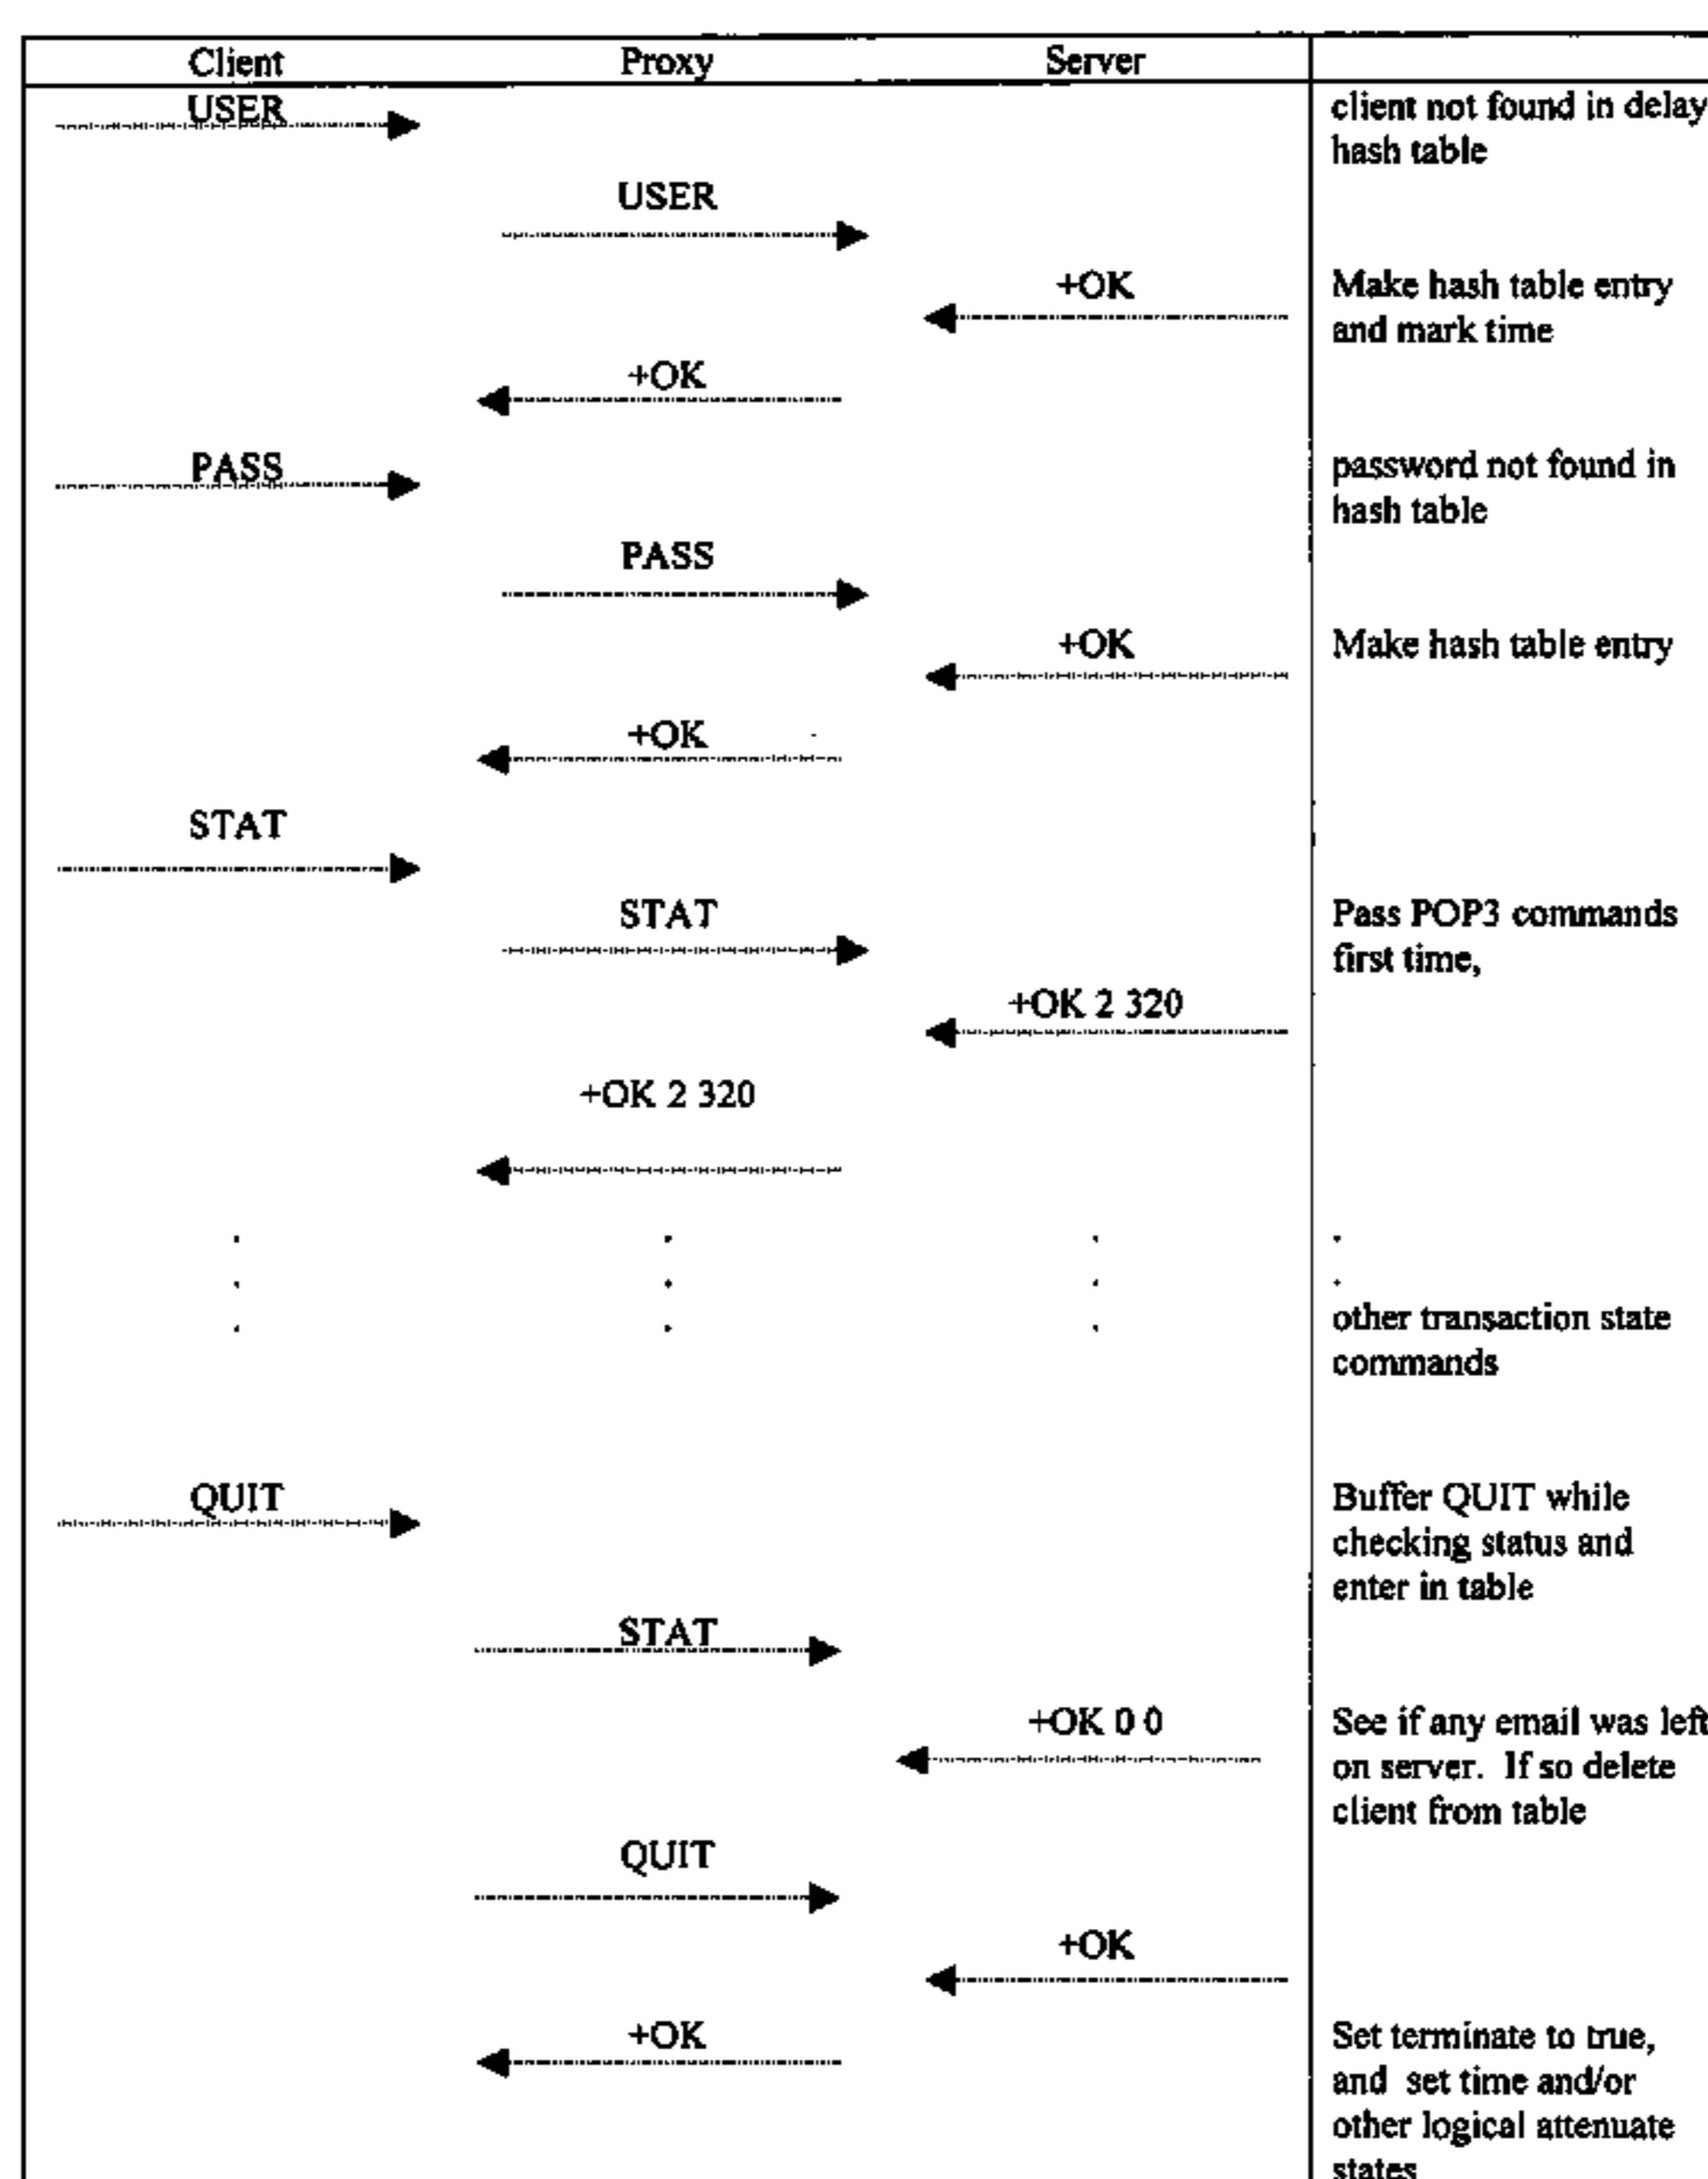 Client Proxy Server
USER
client not found in delay
hash table
USER
+OK
Make hash table entry
and mark time
+OK
PASS
password not found in
hash table
PASS
+OK
Make hash table entry
+OK
STAT
STAT
Pass POP3 commands
first time,
+OK 2 320
+OK 2 320
other transaction state
commands
QUIT
Buffer QUIT while
checking status and
enter in table
STAT
+OK 0 0
See if any email was left
on server. If so delete
client from table
QUIT
+OK
+OK
Set terminate to true,
and set time and/or
other logical attenuate
states